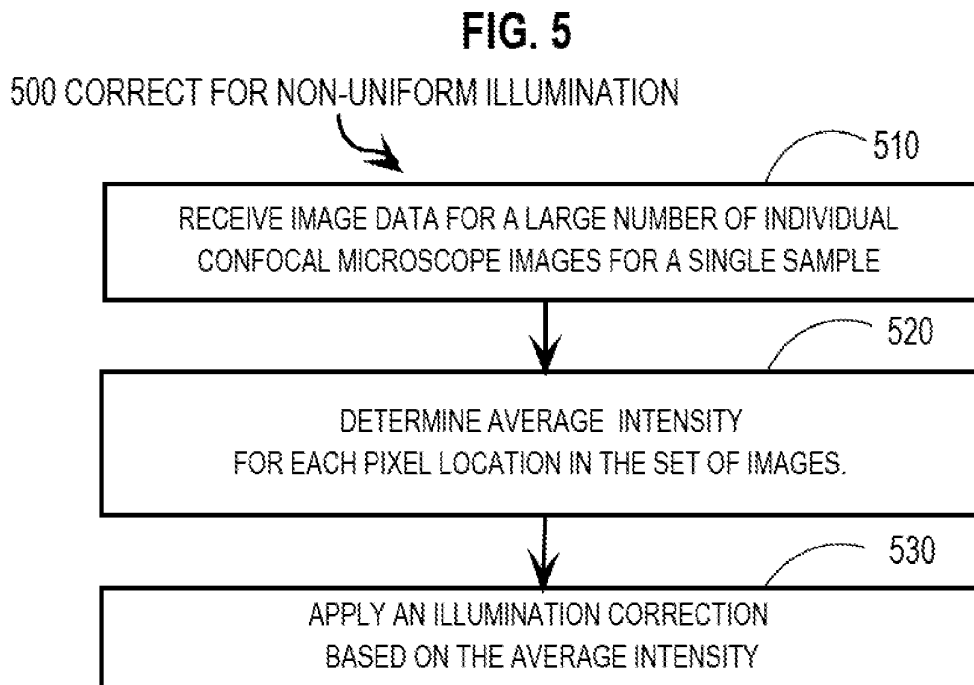 FIG. 5
500 CORRECT FOR NON-UNIFORM ILLUMINATION
510
RECEIVE IMAGE DATA FOR A LARGE NUMBER OF INDIVIDUAL
CONFOCAL MICROSCOPE IMAGES FOR A SINGLE SAMPLE
520
DETERMINE AVERAGE INTENSITY
FOR EACH PIXEL LOCATION IN THE SET OF IMAGES.
530
APPLY AN ILLUMINATION CORRECTION
BASED ON THE AVERAGE INTENSITY